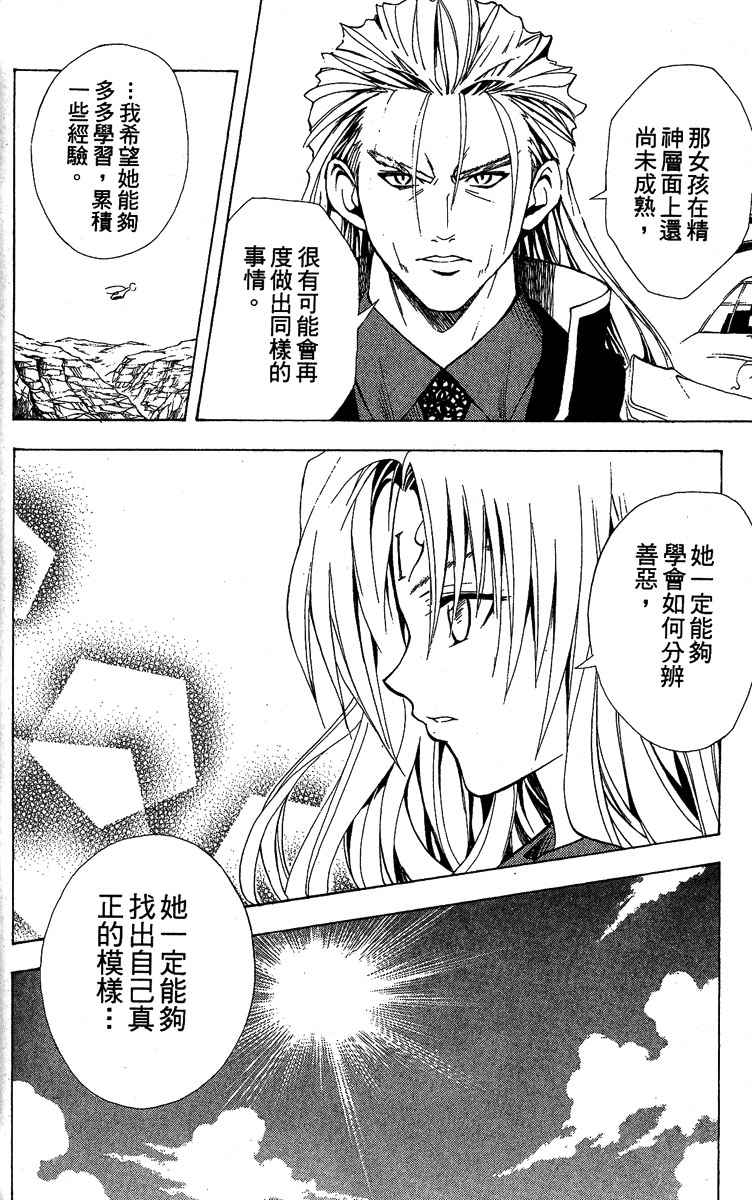 那女孩在精
神層面上還
尚未成熟，
很有可能會再
度做出同樣的
事情。
…我希望她能夠
多多學習，累積
一些經驗。
她一定能夠
學會如何分辨
善惡，
IS
她一定能夠
找出自己真
正的模樣…